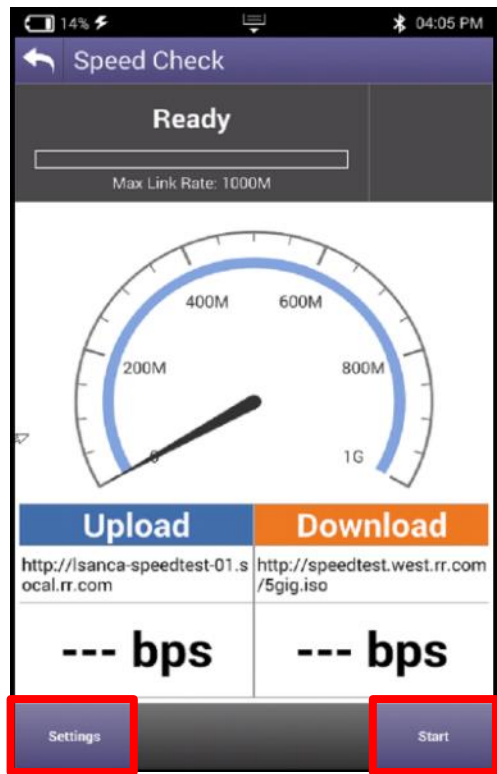 14%
04:05 PM
Speed Check
Ready
Max Link Rate: 1000M
400M 600M
200M 800M
0 1G
Upload Download
http://lsanca-speedtest-01.s
ocal.rr.com
http://speedtest.west.rr.com
/5gig.iso
--- bps --- bps
Settings Start